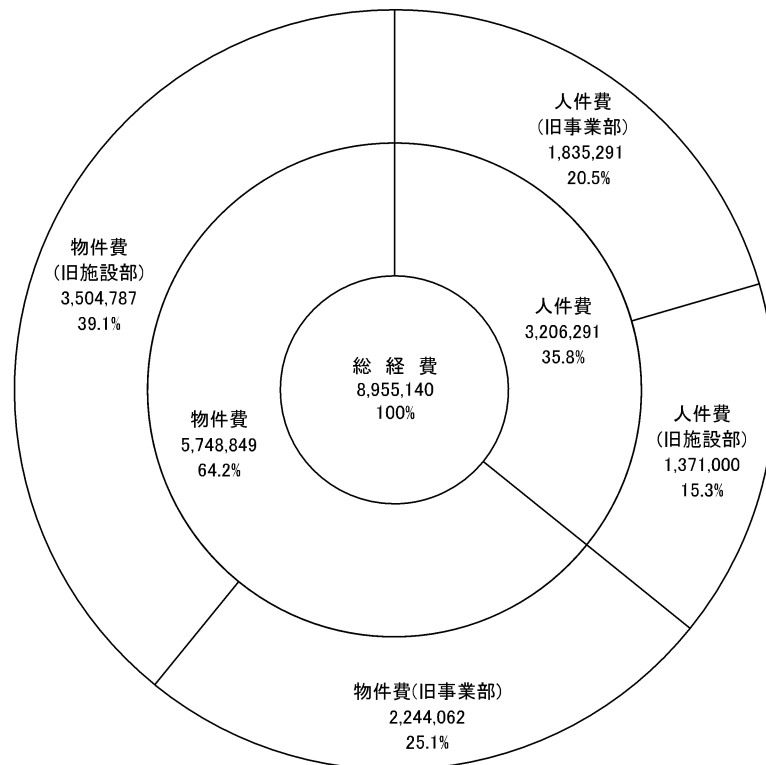 人件費
(旧事業部)
1,835,291
20.5%
物件費
(旧施設部)
3,504,787
39.1%
人件費
3,206,291
35.8%
総 経 費
8,955,140
100%
物件費
5,748,849
64.2%
人件費
(旧施設部)
1,371,000
15.3%
物件費(旧事業部)
2,244,062
25.1%